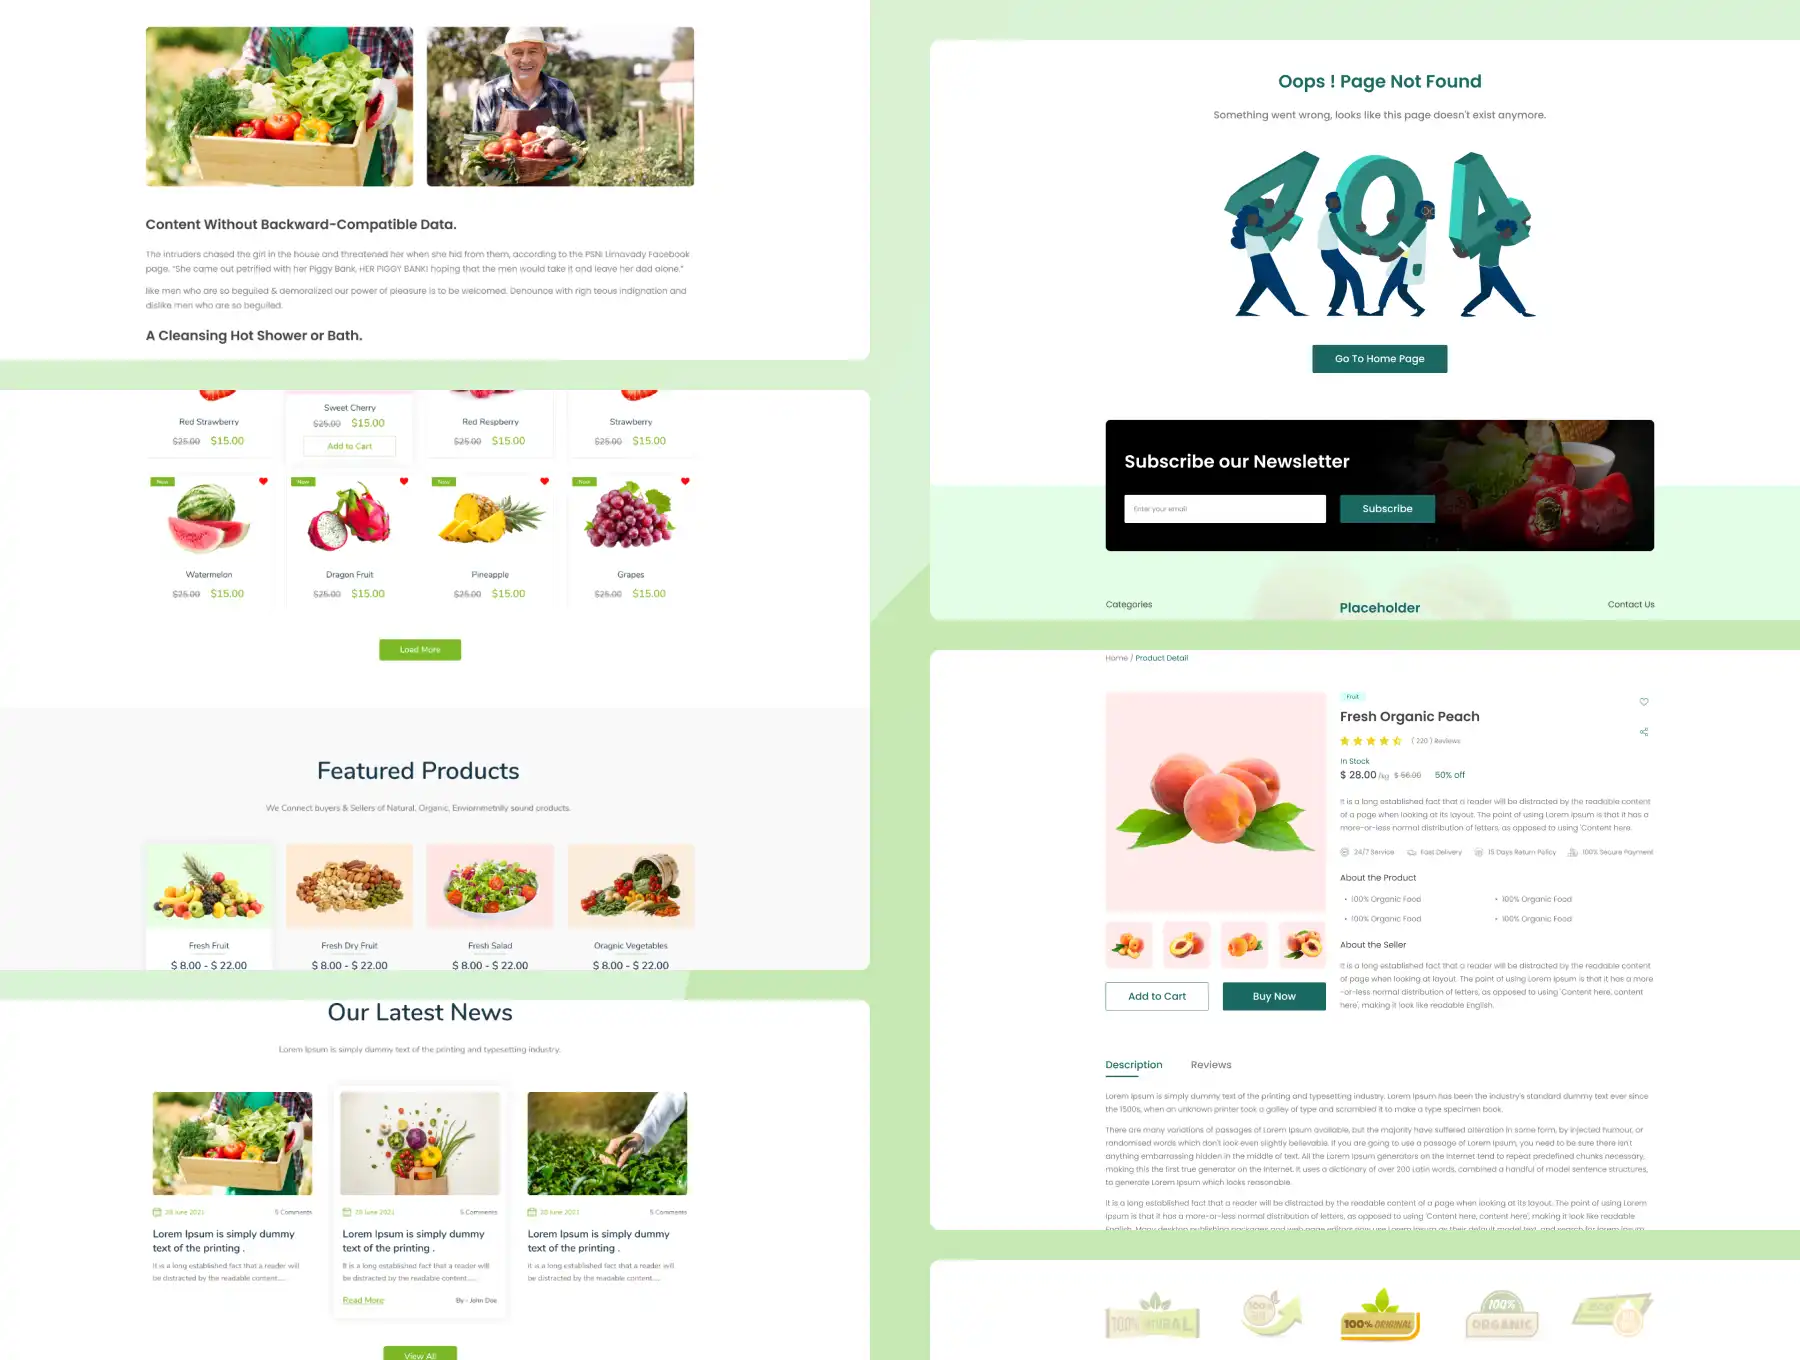 Content Without Backward-Compatible Data.
The intruders chased the girl in the house and threatened her when she hid from them, according to the PSNI Limavady Facebook
page. "She came out petrified with her Piggy Bank, HER PIGGY BANK! hoping that the men would take it and leave her dad alone."
like men who are so beguiled & demoralized our power of pleasure is to be welcomed. Denounce with righ teous indignation and
dislike men who are so beguiled.
A Cleansing Hot Shower or Bath.
Red Strawberry
$25.00 $15.00
Sweet Cherry
$25.00 $15.00
Add to Cart
Red Respberry
$25.00 $15.00
Strawberry
$25.00 $15.00
New
New
New
New
Watermelon
$25.00 $15.00
Dragon Fruit
$25.00 $15.00
Pineapple
$25.00 $15.00
Grapes
$25.00 $15.00
Load More
Featured Products
We Connect buyers & Sellers of Natural, Organic, Enviornmetnlly sound products.
Fresh Fruit
$ 8.00 - $ 22.00
Fresh Dry Fruit
$ 8.00 - $ 22.00
Fresh Salad
$ 8.00 - $ 22.00
Oragnic Vegetables
$ 8.00 - $ 22.00
Our Latest News
Lorem Ipsum is simply dummy text of the printing and typesetting industry.
28 June 2021
5 Comments
Lorem Ipsum is simply dummy
text of the printing .
It is a long established fact that a reader will
be distracted by the readable content.....
28 June 2021
5 Comments
Lorem Ipsum is simply dummy
text of the printing .
It is a long established fact that a reader will
be distracted by the readable content.....
Read More
By:- John Doe
28 June 2021
5 Comments
Lorem Ipsum is simply dummy
text of the printing .
It is a long established fact that a reader will
be distracted by the readable content.....
View All
Oops ! Page Not Found
Something went wrong, looks like this page doesn't exist anymore.
404
Go To Home Page
Subscribe our Newsletter
Enter your email
Subscribe
Categories
Placeholder
Contact Us
Home / Product Detail
Fruit
Fresh Organic Peach
( 220 ) Reviews
In Stock
$ 28.00 /kg $ 56.00 50% off
It is a long established fact that a reader will be distracted by the readable content
of a page when looking at its layout. The point of using Lorem Ipsum is that it has a
more-or-less normal distribution of letters, as opposed to using 'Content here.
24/7 Service
Fast Delivery
15 Days Return Policy
100% Secure Payment
About the Product
• 100% Organic Food
• 100% Organic Food
• 100% Organic Food
• 100% Organic Food
About the Seller
It is a long established fact that a reader will be distracted by the readable content
of page when looking at layout. The point of using Lorem Ipsum is that it has a more
-or-less normal distribution of letters, as opposed to using 'Content here, content
here', making it look like readable English.
Add to Cart
Buy Now
Description
Reviews
Lorem Ipsum is simply dummy text of the printing and typesetting industry. Lorem Ipsum has been the industry's standard dummy text ever since
the 1500s, when an unknown printer took a galley of type and scrambled it to make a type specimen book.
There are many variations of passages of Lorem Ipsum available, but the majority have suffered alteration in some form, by injected humour, or
randomised words which don't look even slightly believable. If you are going to use a passage of Lorem Ipsum, you need to be sure there isn't
anything embarrassing hidden in the middle of text. All the Lorem Ipsum generators on the Internet tend to repeat predefined chunks necessary,
making this the first true generator on the Internet. It uses a dictionary of over 200 Latin words, combined a handful of model sentence structures,
to generate Lorem Ipsum which looks reasonable.
It is a long established fact that a reader will be distracted by the readable content of a page when looking at its layout. The point of using Lorem
Ipsum is that it has a more-or-less normal distribution of letters, as opposed to using 'Content here, content here', making it look like readable
English. Many desktop publishing packages and web page editors now use Lorem Ipsum as their default model text, and search for lorem Ipsum
100% NATURAL
100%
100% ORIGINAL
100%
ORGANIC